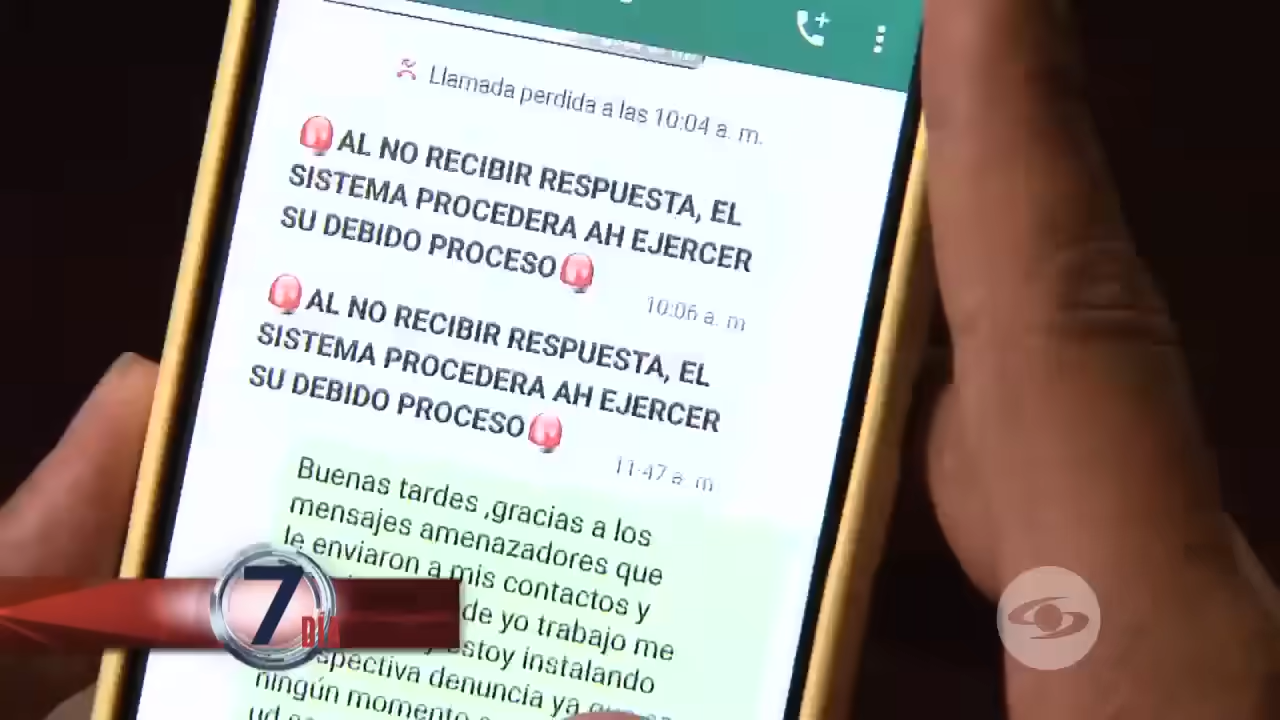 Llamada perdida a las 10:04 a. m.
AL NO RECIBIR RESPUESTA, EL
SISTEMA PROCEDERA AH EJERCER
SU DEBIDO PROCESO
10:06 a. m
AL NO RECIBIR RESPUESTA, EL
SISTEMA PROCEDERA AH EJERCER
SU DEBIDO PROCESO
11:47 a. m
Buenas tardes ,gracias a los
mensajes amenazadores que
le enviaron a mis contactos y
de yo trabajo me
estoy instalando
denuncia ya
ningún momento
ud
7
DÍA